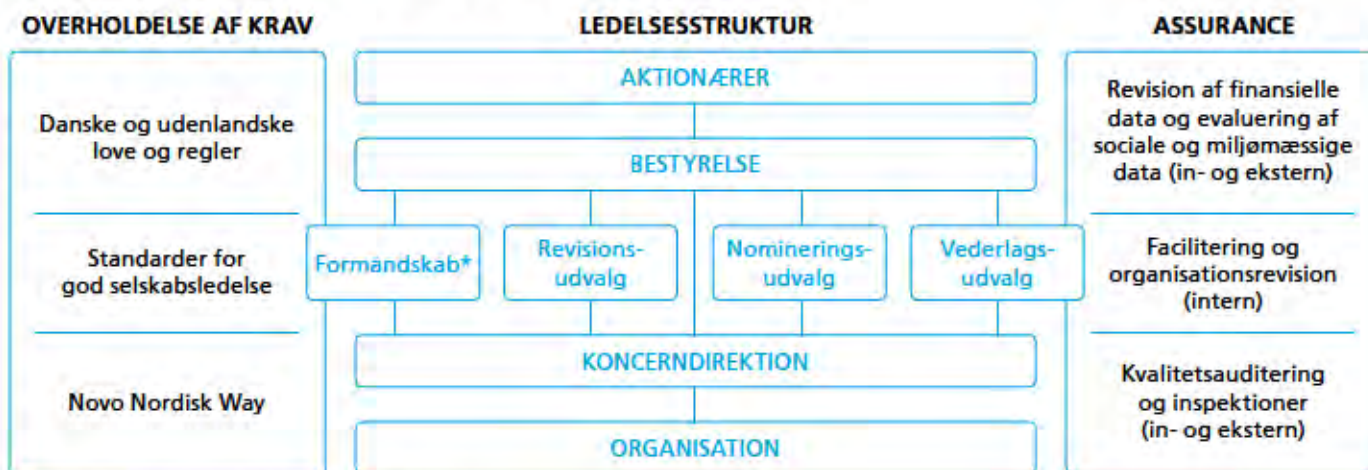 OVERHOLDELSE AF KRAV
Danske og udenlandske
love og regler
Standarder for
god selskabsledelse
Novo Nordisk Way
LEDELSESSTRUKTUR
AKTIONÆRER
BESTYRELSE
Formandskab*
Revisions-
udvalg
Nominerings-
udvalg
Vederlags-
udvalg
KONCERNDIREKTION
ORGANISATION
ASSURANCE
Revision af finansielle
data og evaluering af
sociale og miljømæssige
data (in- og ekstern)
Facilitering og
organisationsrevision
(intern)
Kvalitetsauditering
og inspektioner
(in- og ekstern)